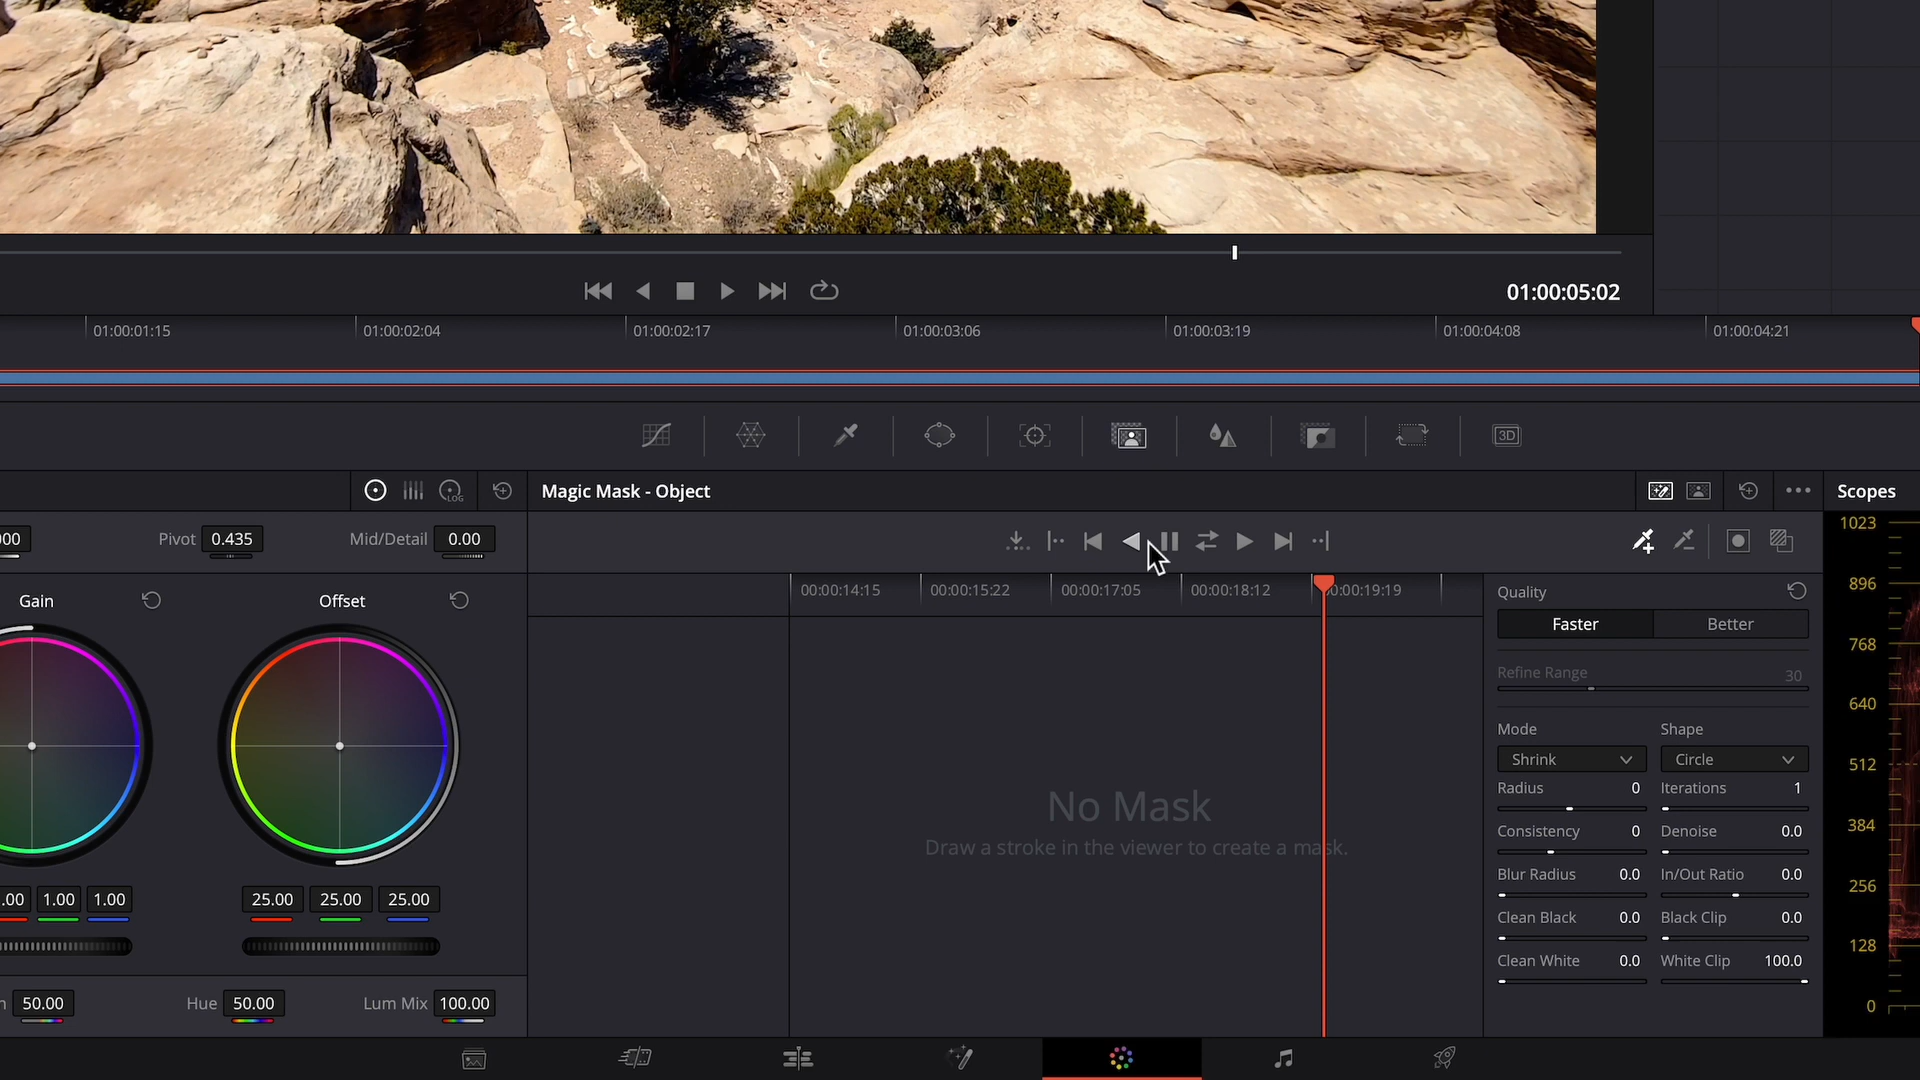 01:00:05:02
01:00:01:15 01:00:02:04 01:00:02:17 01:00:03:06 01:00:03:19 01:00:04:08 01:00:04:21
3D
LOG
Magic Mask - Object
Scopes
Pivot 0.435 Mid/Detail 0.00
Gain
Offset
00:00:14:15 00:00:15:22 00:00:17:05 00:00:18:12 :00:19:19
No Mask
Draw a stroke in the viewer to create a mask.
1.00 1.00
25.00 25.00 25.00
50.00 Hue 50.00 Lum Mix 100.00
Quality
Faster Better
Refine Range 30
Mode Shape
Shrink Circle
Radius 0 Iterations 1
Consistency 0 Denoise 0.0
Blur Radius 0.0 In/Out Ratio 0.0
Clean Black 0.0 Black Clip 0.0
Clean White 0.0 White Clip 100.0
1023
896
768
640
512
384
256
128
0